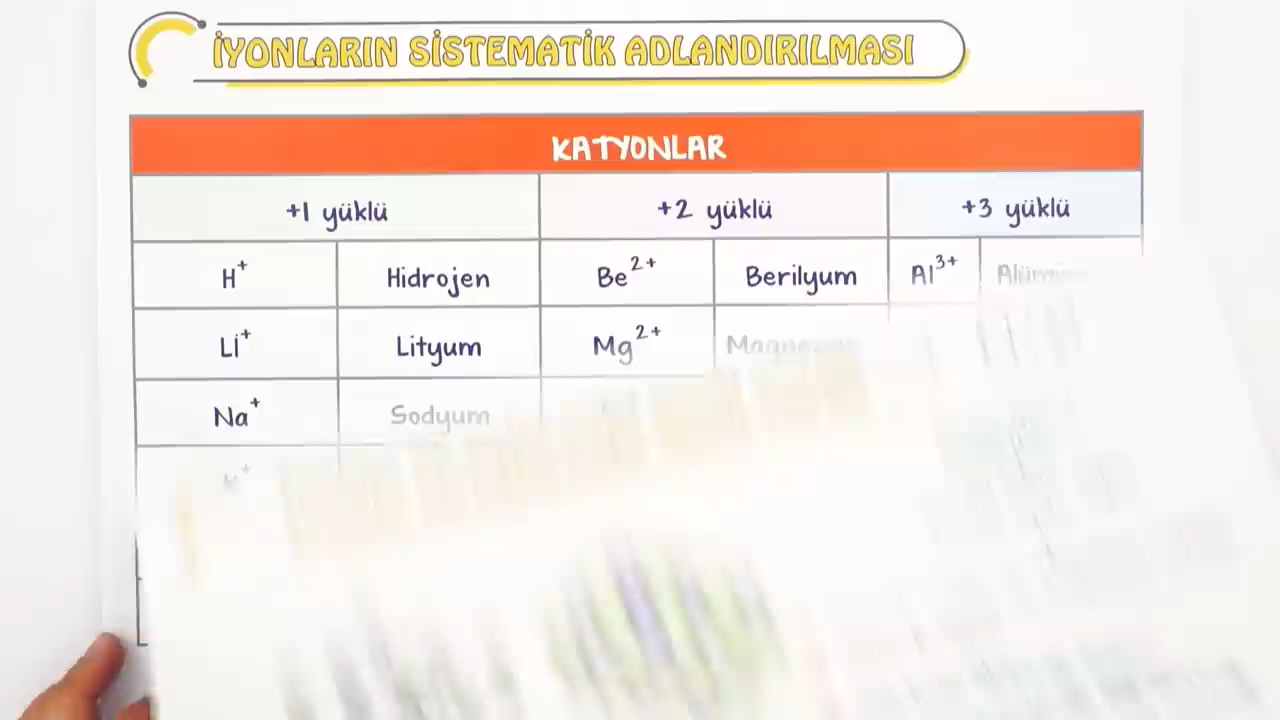 İYONLARIN SİSTEMATİK ADLANDIRILMASI
KATYONLAR
+1 yüklü +2 yüklü +3 yüklü
H⁺ Hidrojen Be²⁺ Berilyum Al³⁺
Li⁺ Lityum Mg²⁺ Magnezyum
Na⁺ Sodyum